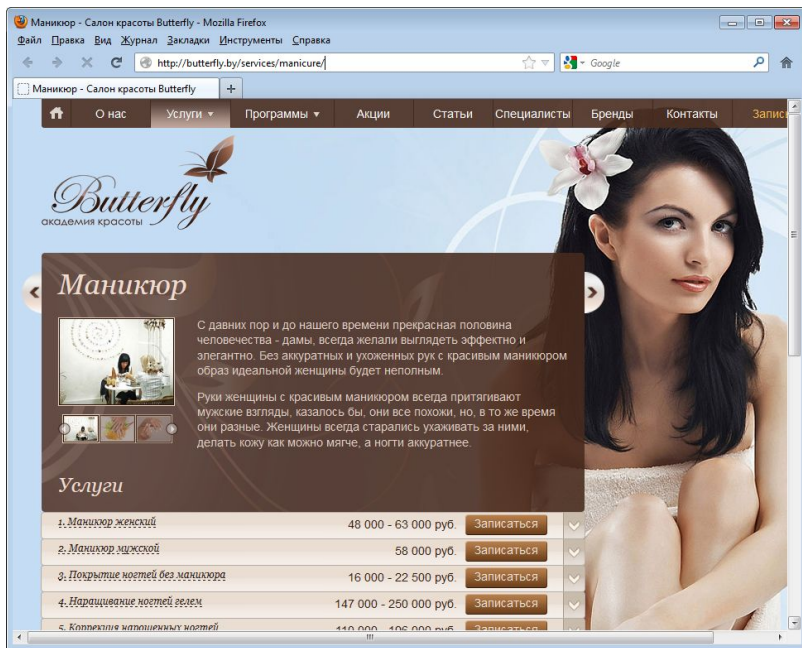 Маникюр - Салон красоты Butterfly - Mozilla Firefox
Файл Правка Вид Журнал Закладки Инструменты Справка
http://butterfly.by/services/manicure/
Google
Маникюр - Салон красоты Butterfly
О нас Услуги Программы Акции Статьи Специалисты Бренды Контакты
Butterfly
академия красоты
Маникюр
С давних пор и до нашего времени прекрасная половина
человечества - дамы, всегда желали выглядеть эффектно и
элегантно. Без аккуратных и ухоженных рук с красивым маникюром
образ идеальной женщины будет неполным.
Руки женщины с красивым маникюром всегда притягивают
мужские взгляды, казалось бы, они все похожи, но, в то же время
они разные. Женщины всегда старались ухаживать за ними,
делать кожу как можно мягче, а ногти аккуратнее.
Услуги
1. Маникюр женский 48 000 - 63 000 руб. Записаться
2. Маникюр мужской 58 000 руб. Записаться
3. Покрытие ногтей без маникюра 16 000 - 22 500 руб. Записаться
4. Наращивание ногтей гелем 147 000 - 250 000 руб. Записаться
5. Коррекция нарощенных ногтей руб. Записаться